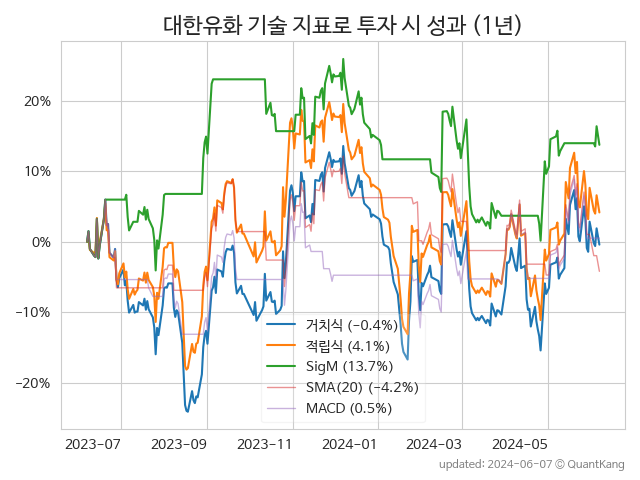 대한유화 기술 지표로 투자 시 성과 (1년)
20%
10%
0%
−10%
−20%
거치식 (−0.4%)
적립식 (4.1%)
SigM (13.7%)
SMA(20) (−4.2%)
MACD (0.5%)
2023-07
2023-09
2023-11
2024-01
2024-03
2024-05
updated: 2024-06-07 © QuantKang